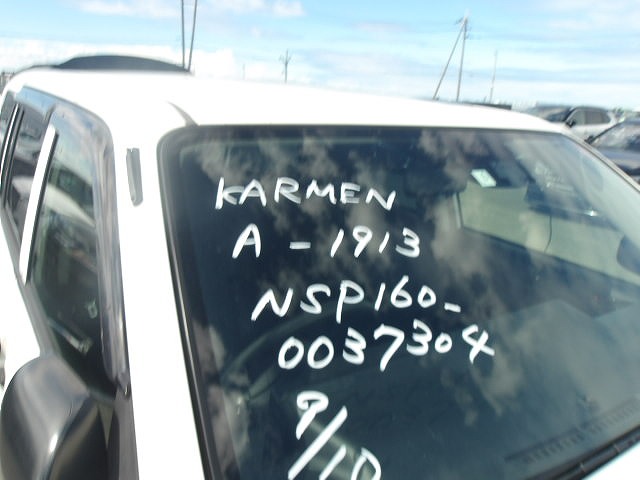 KARMEN
A - 1913
NSP160-
0037304
9/10